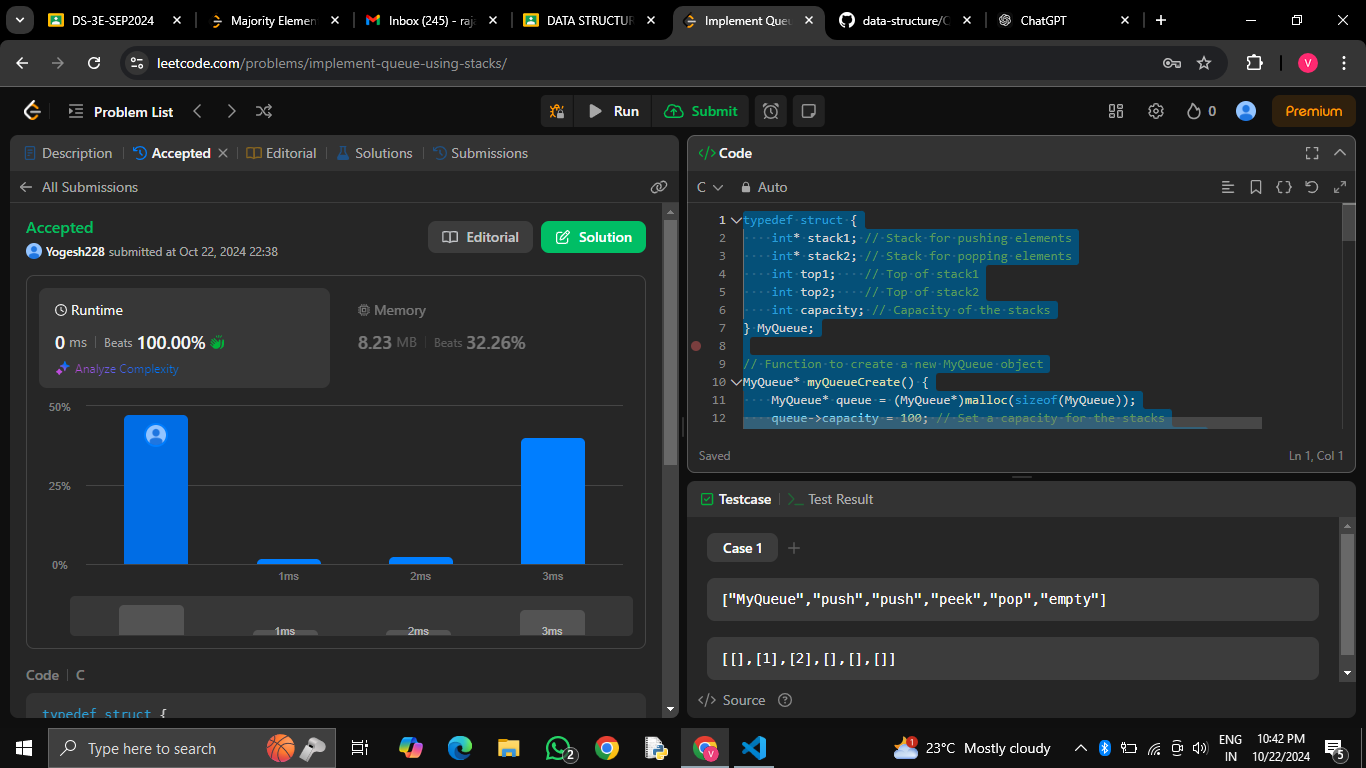 DS-3E-SEP2024
Majority Elemen
Inbox (245) - raj
DATA STRUCTUR
Implement Que
data-structure/C
ChatGPT
leetcode.com/problems/implement-queue-using-stacks/
V
Problem List
Run
Submit
0
Premium
Description
Accepted
Editorial
Solutions
Submissions
All Submissions
Accepted
Yogesh228 submitted at Oct 22, 2024 22:38
Editorial
Solution
Runtime
0 ms
Beats 100.00%
Analyze Complexity
Memory
8.23 MB
Beats 32.26%
50%
25%
0%
1ms
2ms
3ms
1ms
2ms
3ms
Code
C
typedef struct {
</> Code
C
Auto
1 typedef struct {
2 int* stack1; // Stack for pushing elements
3 int* stack2; // Stack for popping elements
4 int top1; // Top of stack1
5 int top2; // Top of stack2
6 int capacity; // Capacity of the stacks
7 } MyQueue;
8
9 // Function to create a new MyQueue object
10 MyQueue* myQueueCreate() {
11 MyQueue* queue = (MyQueue*)malloc(sizeof(MyQueue));
12 queue->capacity = 100; // Set a capacity for the stacks
Saved
Ln 1, Col 1
Testcase
Test Result
Case 1
["MyQueue","push","push","peek","pop","empty"]
[[],[1],[2],[],[],[]]
</> Source
Type here to search
2
V
1
23°C Mostly cloudy
ENG
IN
10:42 PM
10/22/2024
5